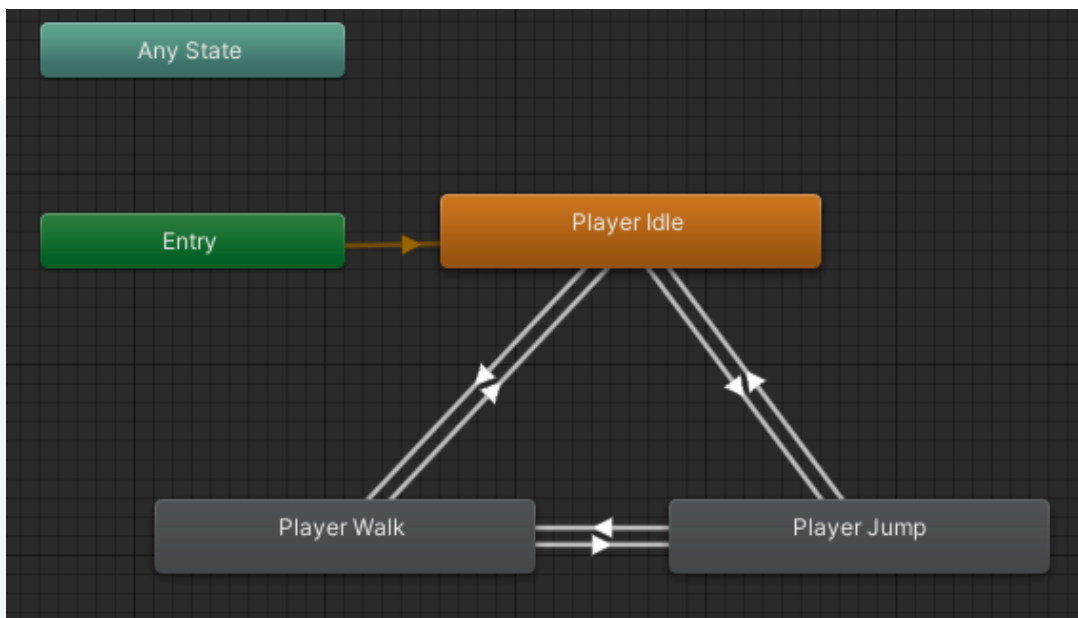 Any State
Player Idle
Entry
Player Walk
Player Jump